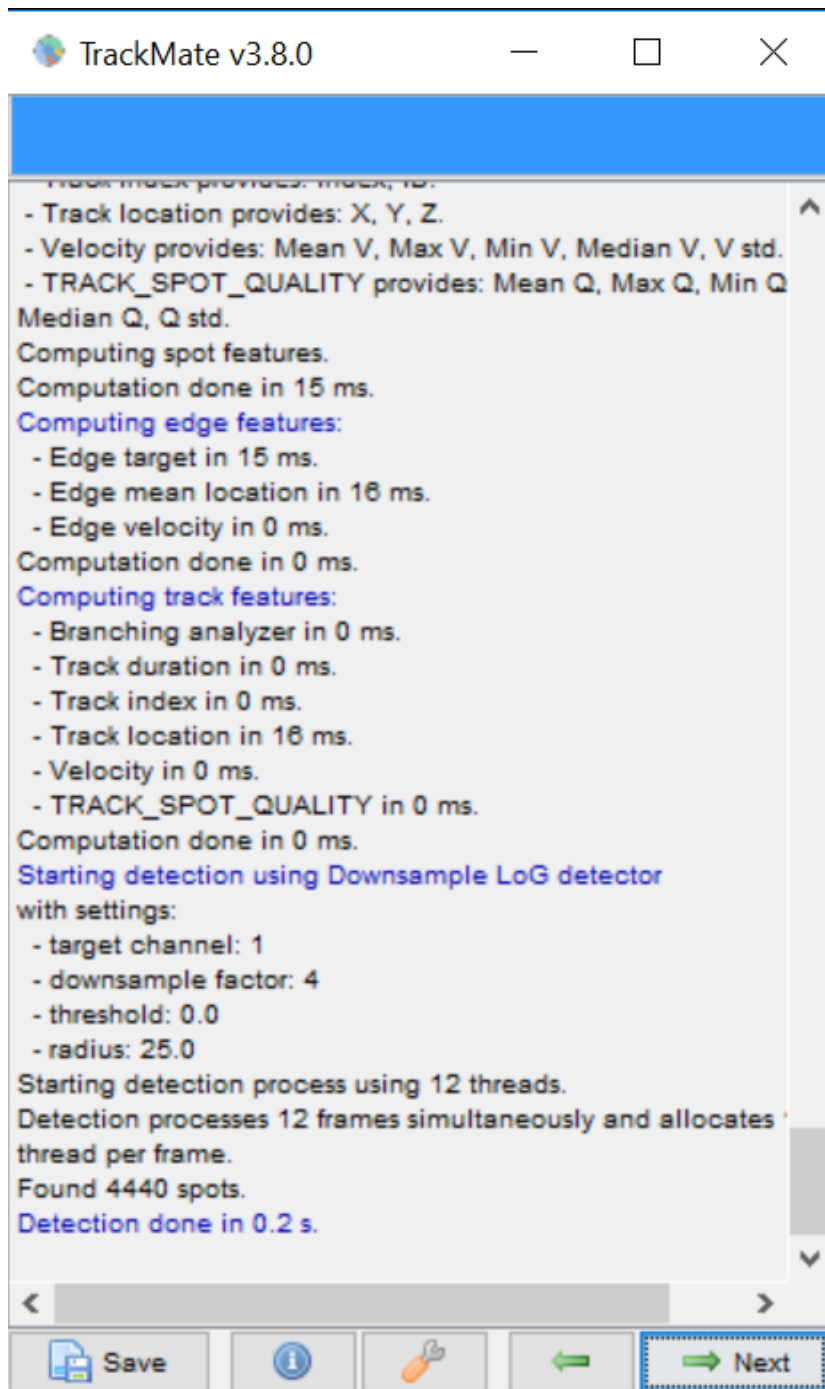 TrackMate v3.8.0
- Track index provides: Index, ID.
- Track location provides: X, Y, Z.
- Velocity provides: Mean V, Max V, Min V, Median V, V std.
- TRACK_SPOT_QUALITY provides: Mean Q, Max Q, Min Q
Median Q, Q std.
Computing spot features.
Computation done in 15 ms.
Computing edge features:
- Edge target in 15 ms.
- Edge mean location in 16 ms.
- Edge velocity in 0 ms.
Computation done in 0 ms.
Computing track features:
- Branching analyzer in 0 ms.
- Track duration in 0 ms.
- Track index in 0 ms.
- Track location in 16 ms.
- Velocity in 0 ms.
- TRACK_SPOT_QUALITY in 0 ms.
Computation done in 0 ms.
Starting detection using Downsample LoG detector
with settings:
- target channel: 1
- downsample factor: 4
- threshold: 0.0
- radius: 25.0
Starting detection process using 12 threads.
Detection processes 12 frames simultaneously and allocates
thread per frame.
Found 4440 spots.
Detection done in 0.2 s.
Save
Next